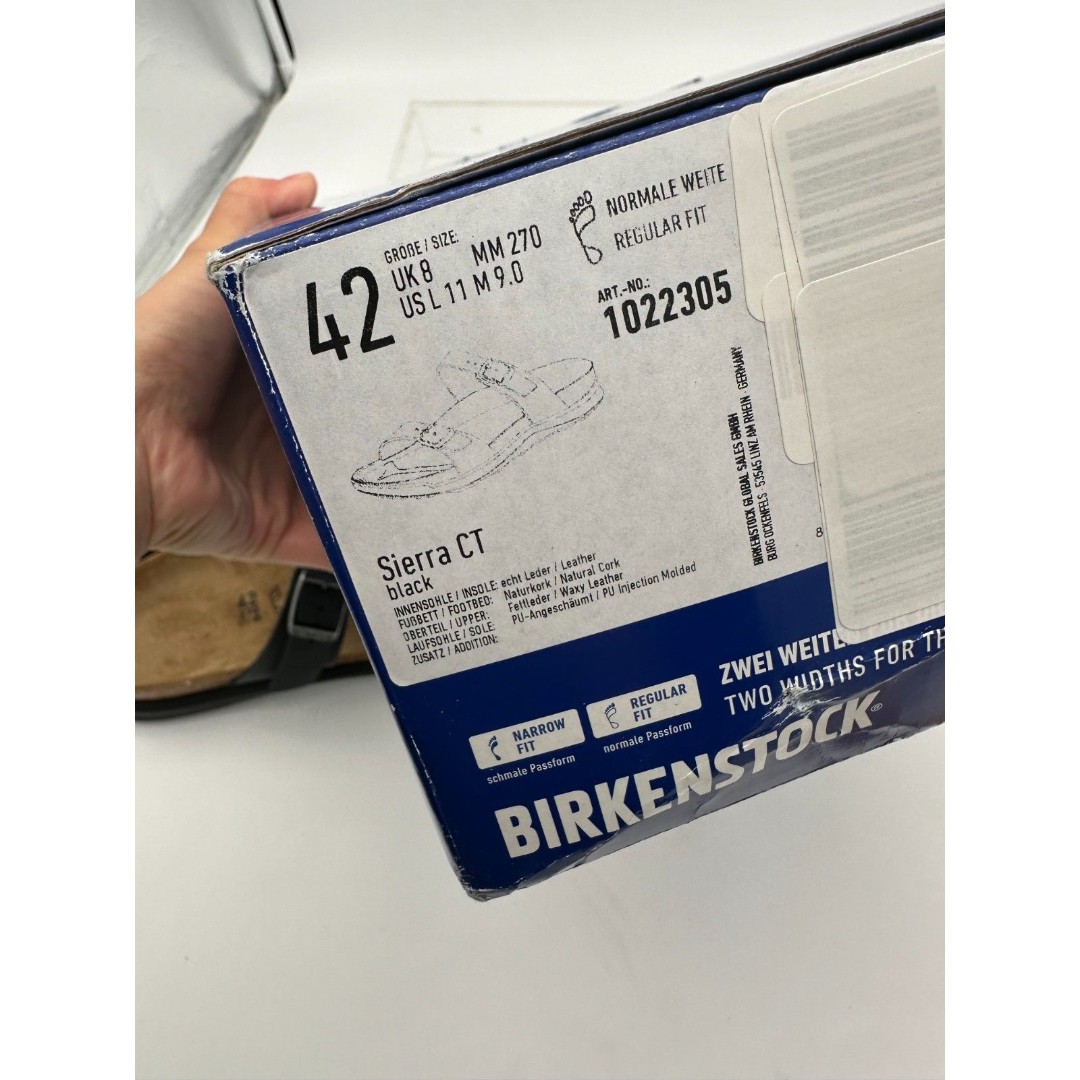 42
GRÖßE / SIZE:
UK 8 MM 270
US L 11 M 9.0
NORMALE WEITE
REGULAR FIT
ART.-NO.:
1022305
Sierra CT
black
INNENSOHLE / INSOLE: echt Leder / Leather
FUßBETT / FOOTBED: Naturkork / Natural Cork
OBERTEIL / UPPER: Fettleder / Waxy Leather
LAUFSOHLE / SOLE: PU-Angeschäumt / PU Injection Molded
ZUSATZ / ADDITION:
BIRKENSTOCK GLOBAL SALES GMBH
BURG OCKENFELS · 53545 LINZ AM RHEIN · GERMANY
8
ZWEI WEITEN
TWO WIDTHS FOR TH
NARROW
FIT
schmale Passform
REGULAR
FIT
normale Passform
BIRKENSTOCK®